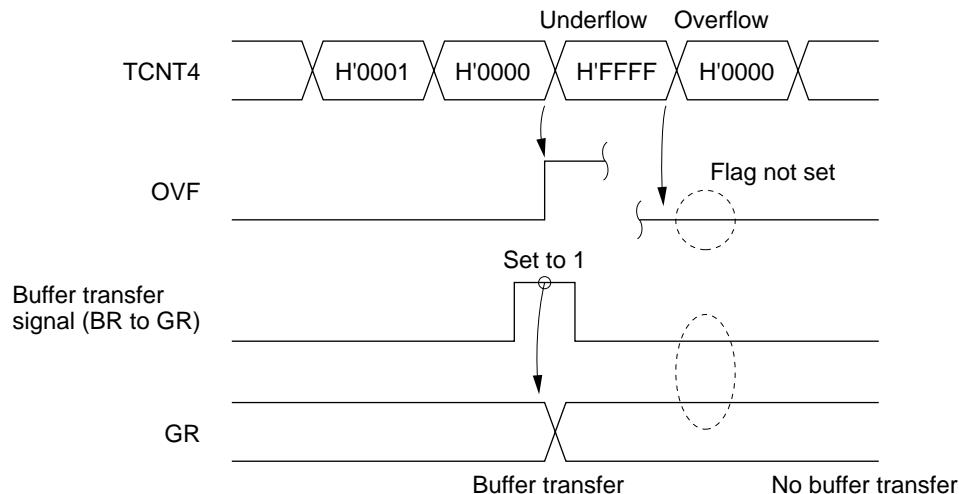 Underflow Overflow
TCNT4 H'0001 H'0000 H'FFFF H'0000
OVF
Flag not set
Set to 1
Buffer transfer
signal (BR to GR)
GR
Buffer transfer No buffer transfer